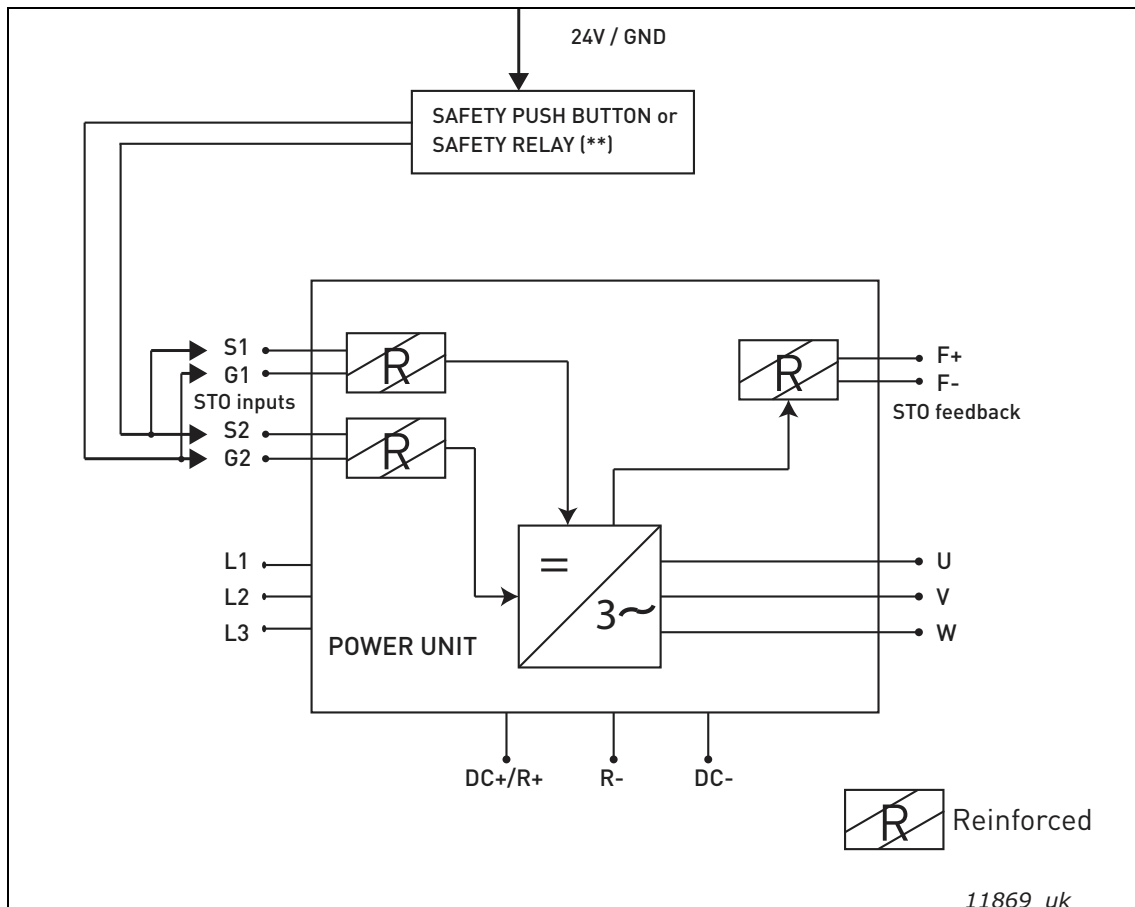 24V / GND
SAFETY PUSH BUTTON or
SAFETY RELAY (**)
S1
G1
STO inputs
S2
G2
R
R
R
F+
F-
STO feedback
=
3~
L1
L2
L3
POWER UNIT
U
V
W
DC+/R+
R-
DC-
R
Reinforced
11869_uk